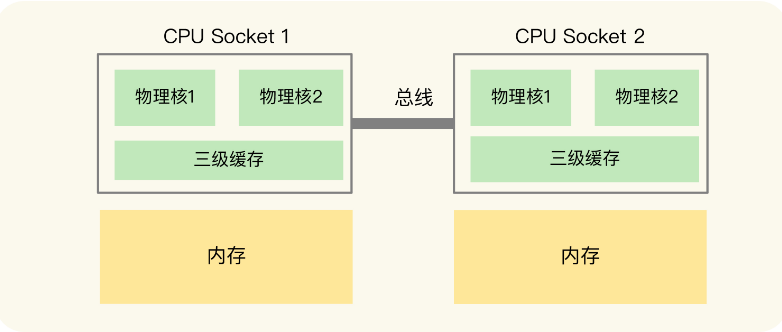 CPU Socket 1
CPU Socket 2
物理核1
物理核2
总线
物理核1
物理核2
三级缓存
三级缓存
内存
内存